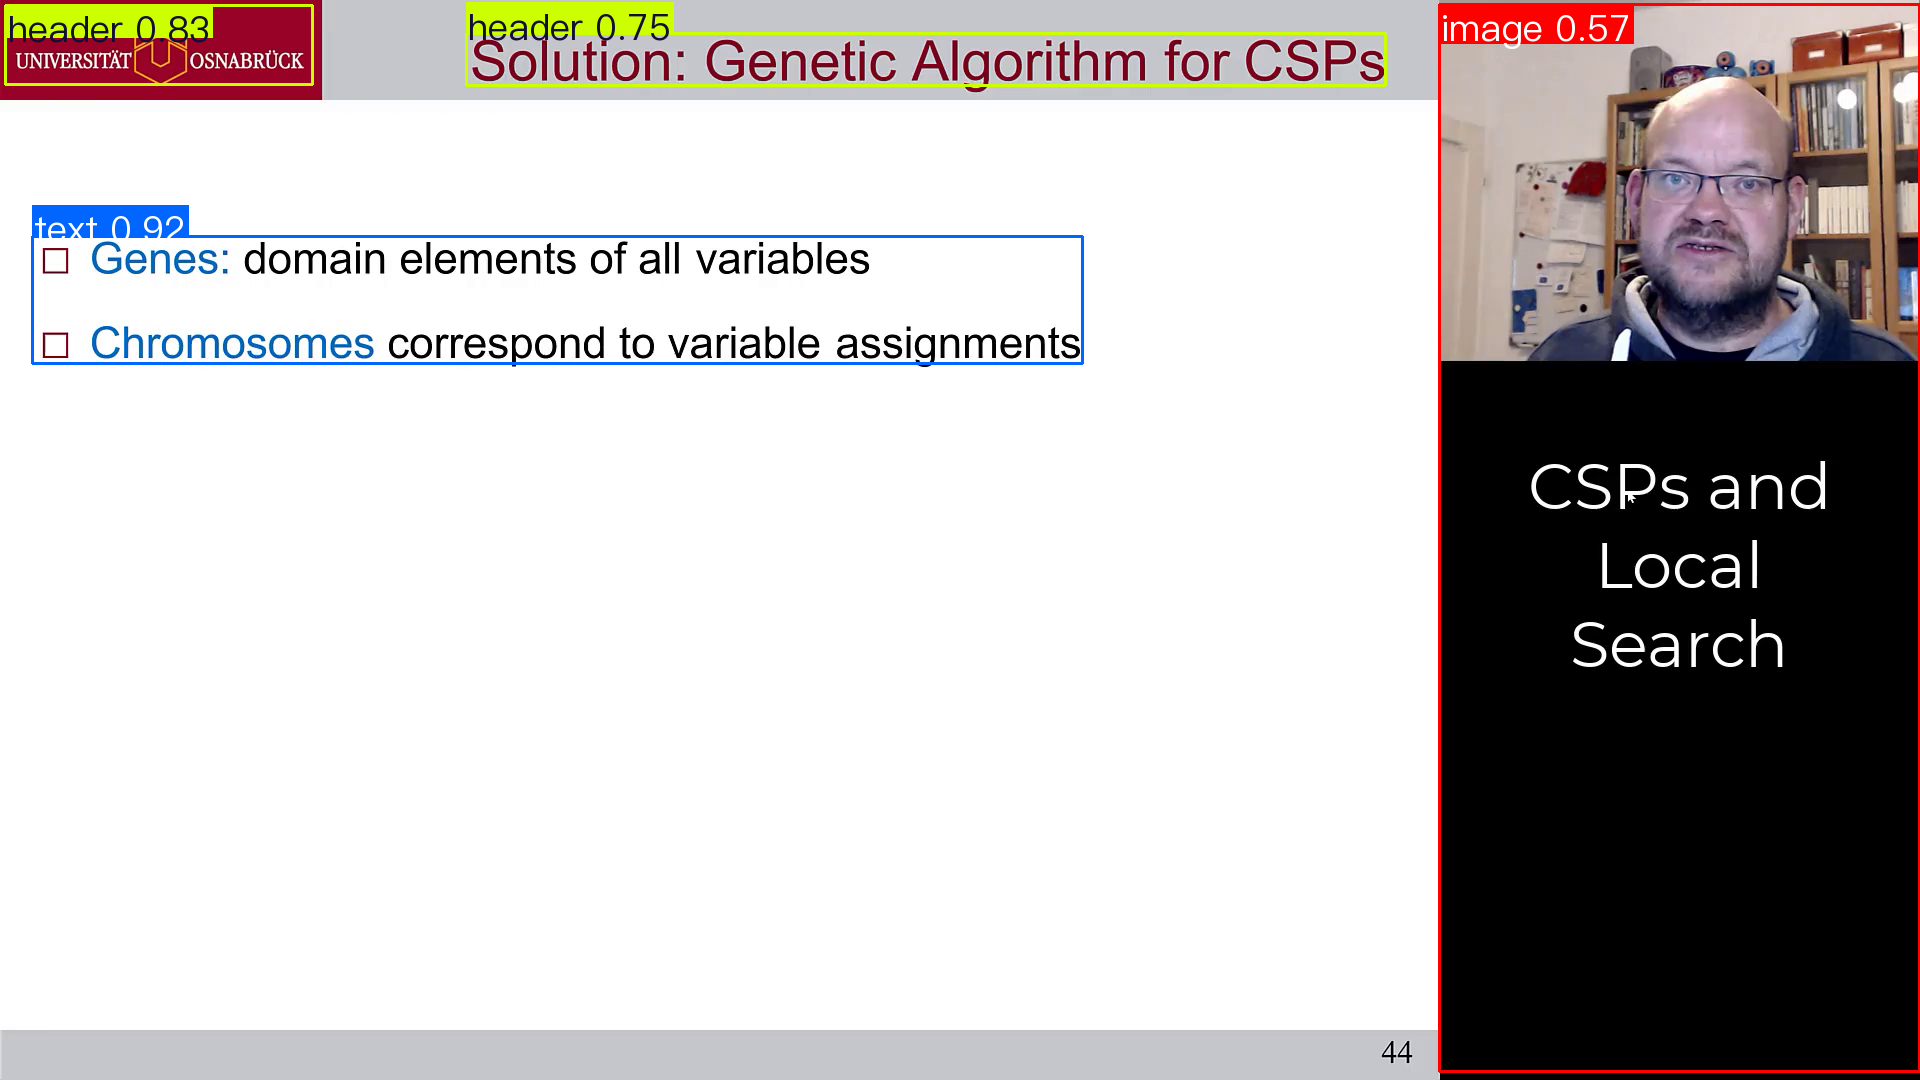 header 0.83
UNIVERSITÄT OSNABRÜCK
header 0.75
Solution: Genetic Algorithm for CSPs
image 0.57
text 0.92
Genes: domain elements of all variables
Chromosomes correspond to variable assignments
CSPs and
Local
Search
44